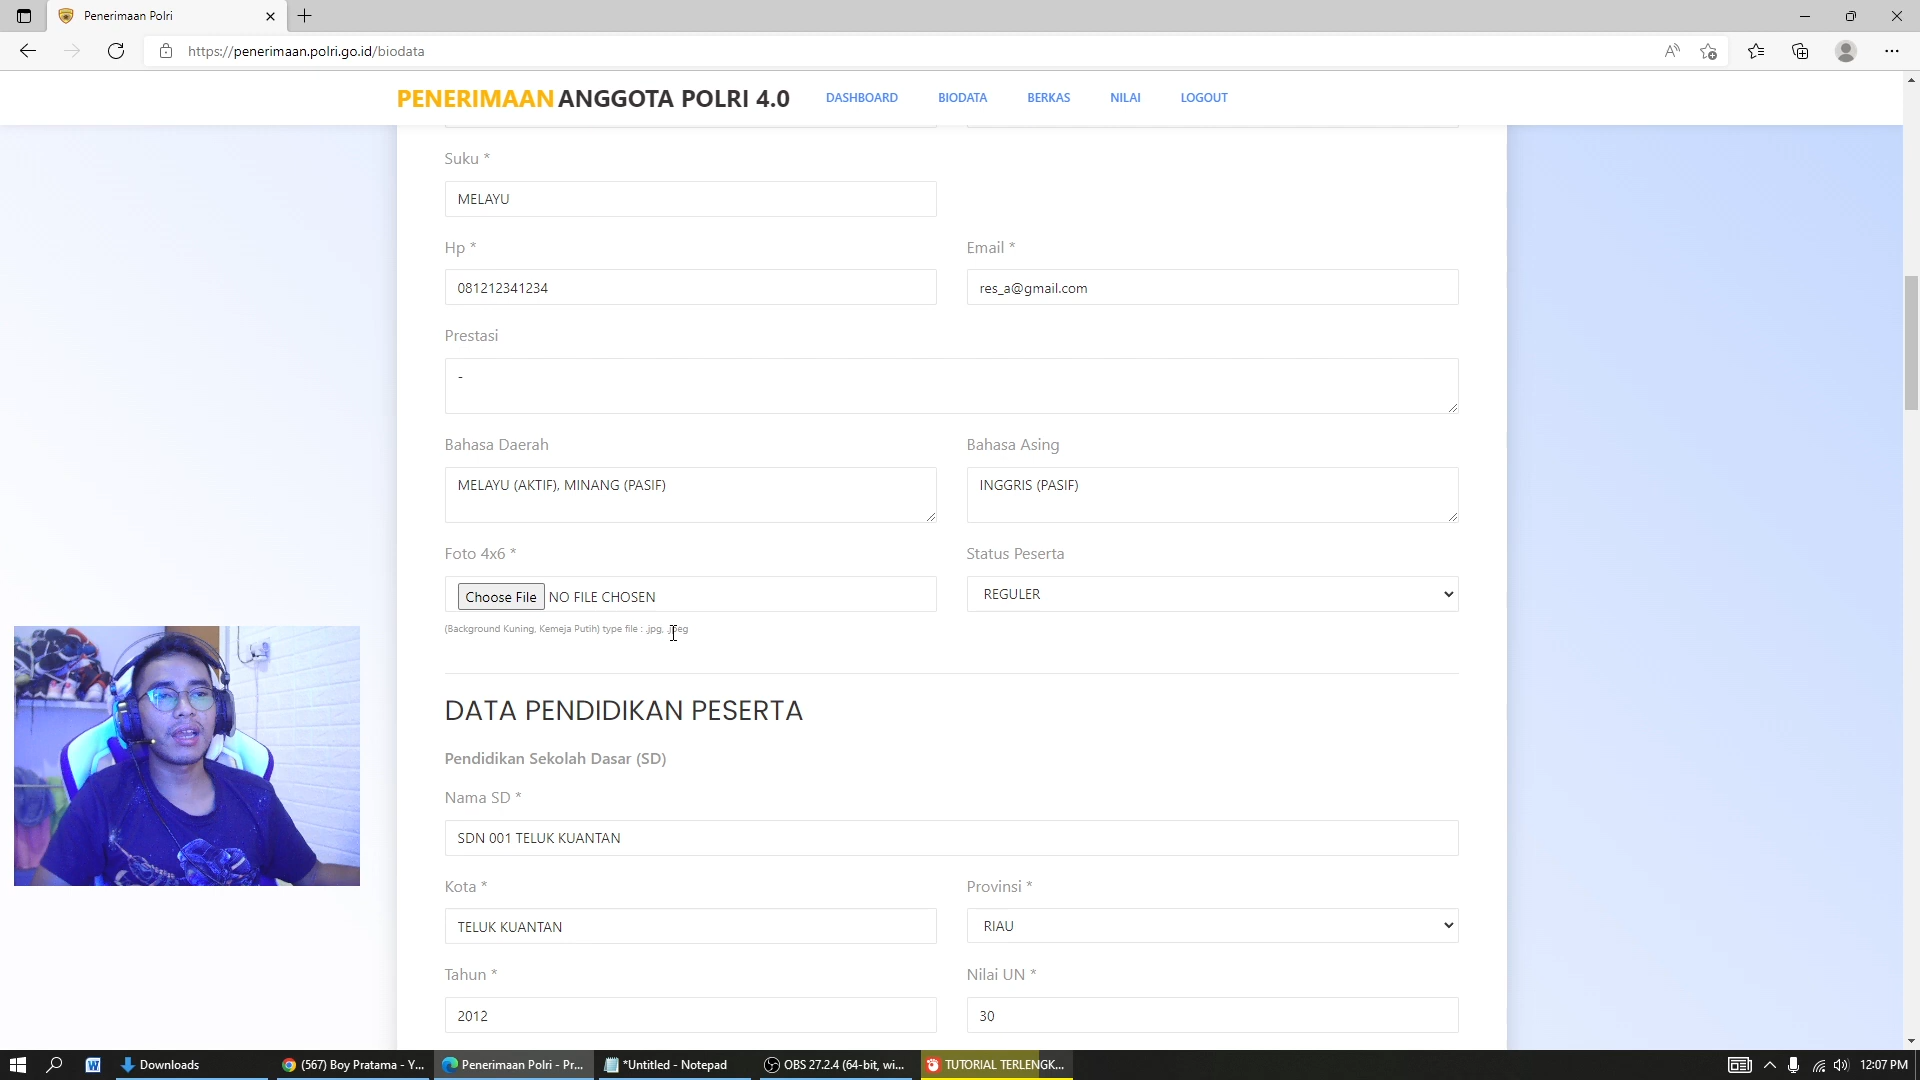 Penerimaan Polri
https://penerimaan.polri.go.id/biodata
PENERIMAAN ANGGOTA POLRI 4.0
DASHBOARD
BIODATA
BERKAS
NILAI
LOGOUT
Suku *
MELAYU
Hp *
Email *
081212341234
res_a@gmail.com
Prestasi
-
Bahasa Daerah
Bahasa Asing
MELAYU (AKTIF), MINANG (PASIF)
INGGRIS (PASIF)
Foto 4x6 *
Status Peserta
Choose File NO FILE CHOSEN
REGULER
(Background Kuning, Kemeja Putih) type file : .jpg, .jpeg
DATA PENDIDIKAN PESERTA
Pendidikan Sekolah Dasar (SD)
Nama SD *
SDN 001 TELUK KUANTAN
Kota *
Provinsi *
TELUK KUANTAN
RIAU
Tahun *
Nilai UN *
2012
30
Downloads
(567) Boy Pratama - Y...
Penerimaan Polri - Pr...
*Untitled - Notepad
OBS 27.2.4 (64-bit, wi...
TUTORIAL TERLENGK...
12:07 PM